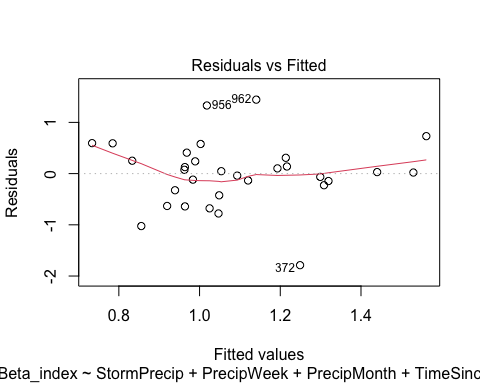 Residuals vs Fitted
Residuals
1
0
-1
-2
956
962
372
0.8 1.0 1.2 1.4
Fitted values
Beta_index ~ StormPrecip + PrecipWeek + PrecipMonth + TimeSinc